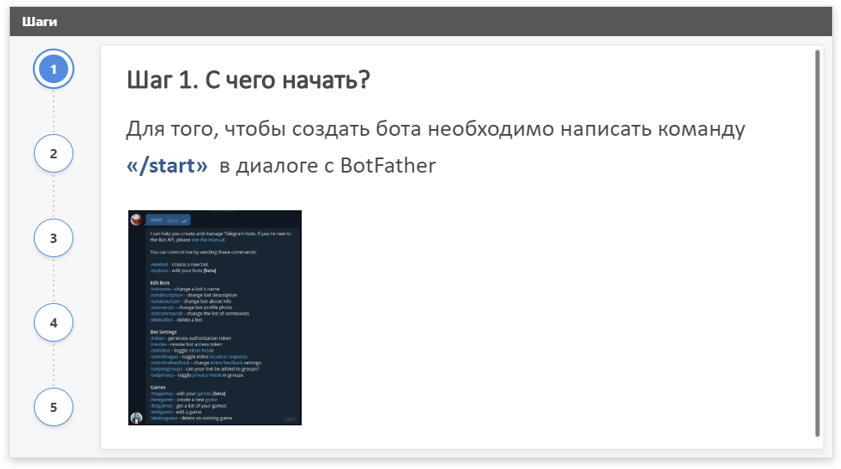 Шаги
1
Шаг 1. С чего начать?
Для того, чтобы создать бота необходимо написать команду
«/start» в диалоге с BotFather
2
3
4
5
/start
I can help you create and manage Telegram bots. If you're new to
the Bot API, please see the manual.
You can control me by sending these commands:
/newbot - create a new bot
/mybots - edit your bots [beta]
Edit Bots
/setname - change a bot's name
/setdescription - change bot description
/setabouttext - change bot about info
/setuserpic - change bot profile photo
/setcommands - change the list of commands
/deletebot - delete a bot
Bot Settings
/token - generate authorization token
/revoke - revoke bot access token
/setinline - toggle inline mode
/setinlinegeo - toggle inline location requests
/setinlinefeedback - change inline feedback settings
/setjoingroups - can your bot be added to groups?
/setprivacy - toggle privacy mode in groups
Games
/mygames - edit your games [beta]
/newgame - create a new game
/listgames - get a list of your games
/editgame - edit a game
/deletegame - delete an existing game